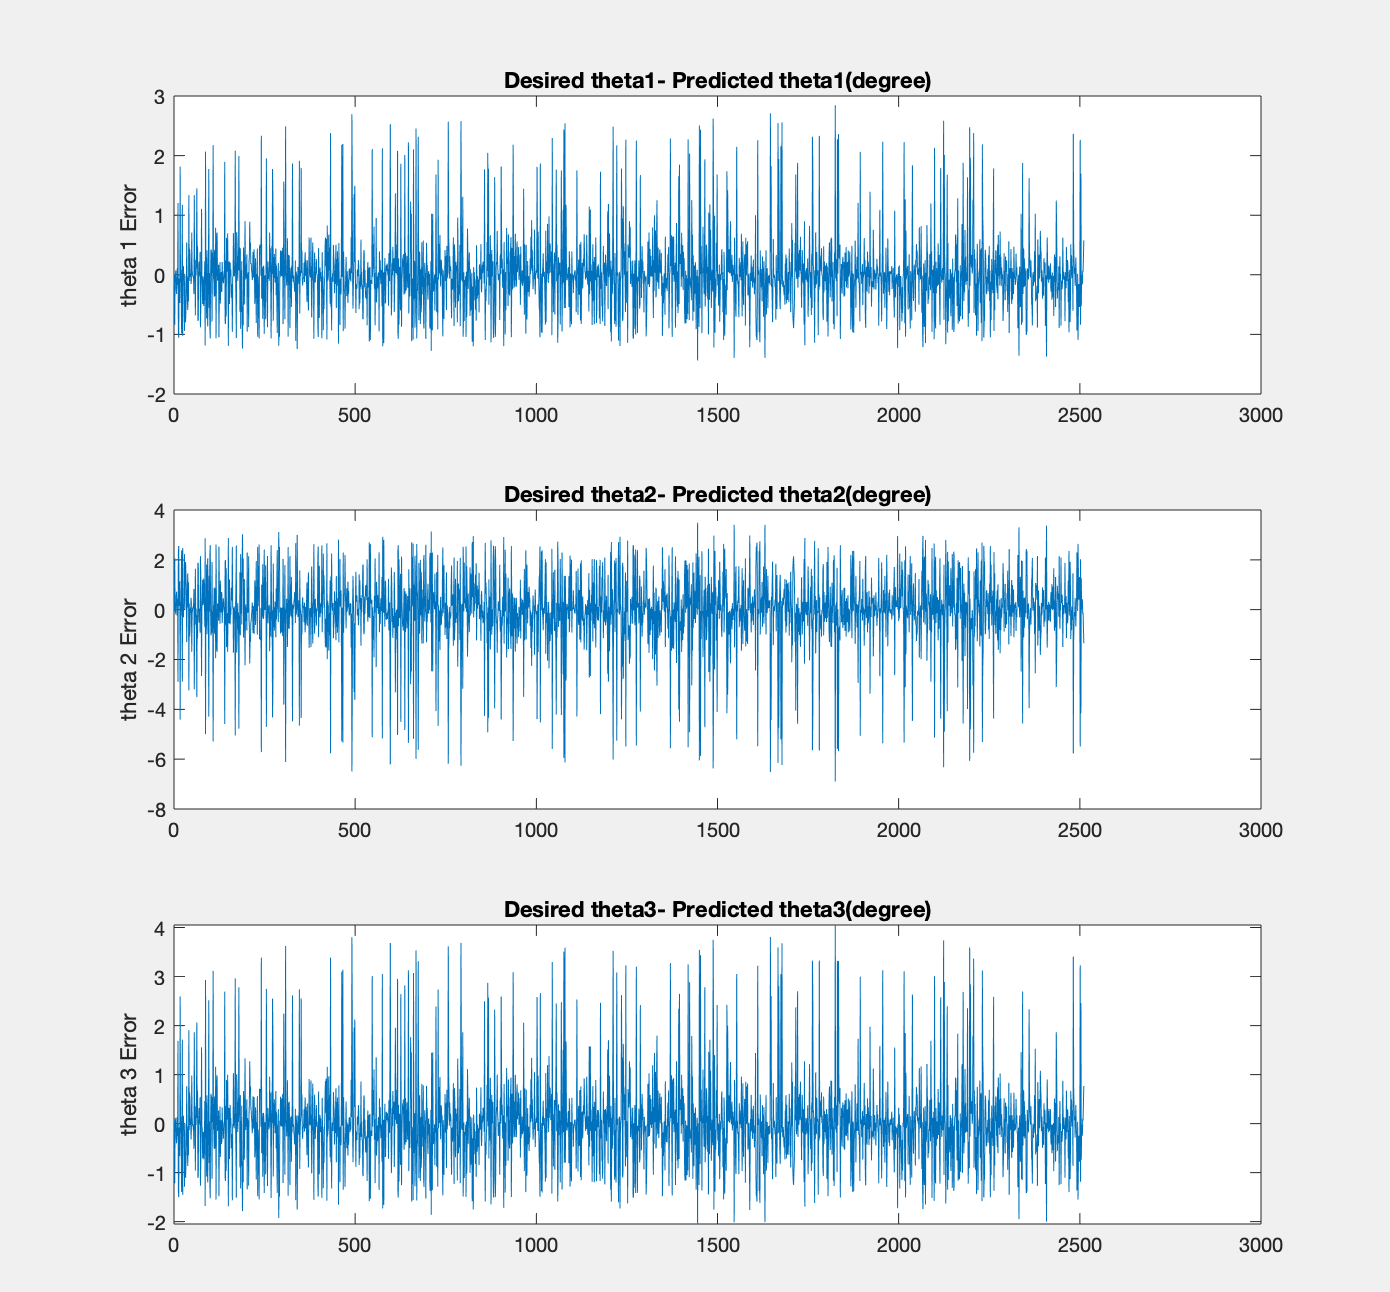 Desired theta1- Predicted theta1(degree)
3
2
1
0
-1
-2
theta 1 Error
0 500 1000 1500 2000 2500 3000
Desired theta2- Predicted theta2(degree)
4
2
0
-2
-4
-6
-8
theta 2 Error
0 500 1000 1500 2000 2500 3000
Desired theta3- Predicted theta3(degree)
4
3
2
1
0
-1
-2
theta 3 Error
0 500 1000 1500 2000 2500 3000